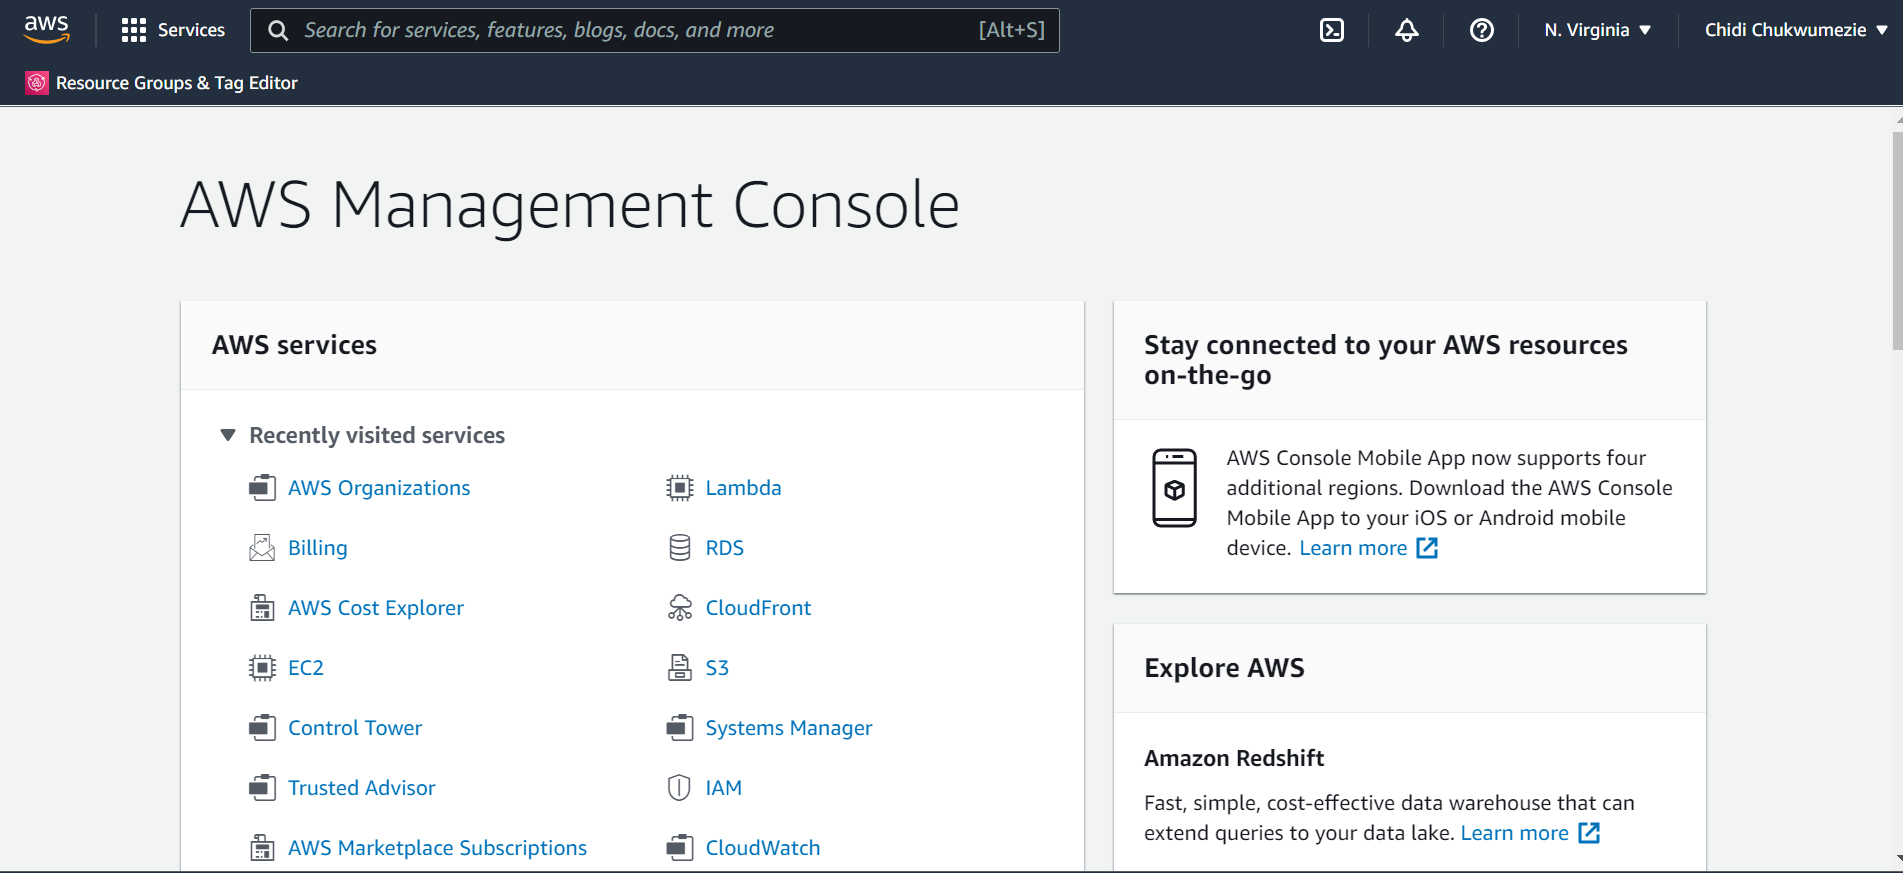 aws
Services
Search for services, features, blogs, docs, and more [Alt+S]
N. Virginia
Chidi Chukwumezie
Resource Groups & Tag Editor
AWS Management Console
AWS services
Recently visited services
AWS Organizations
Billing
AWS Cost Explorer
EC2
Control Tower
Trusted Advisor
AWS Marketplace Subscriptions
Lambda
RDS
CloudFront
S3
Systems Manager
IAM
CloudWatch
Stay connected to your AWS resources
on-the-go
AWS Console Mobile App now supports four
additional regions. Download the AWS Console
Mobile App to your iOS or Android mobile
device. Learn more
Explore AWS
Amazon Redshift
Fast, simple, cost-effective data warehouse that can
extend queries to your data lake. Learn more